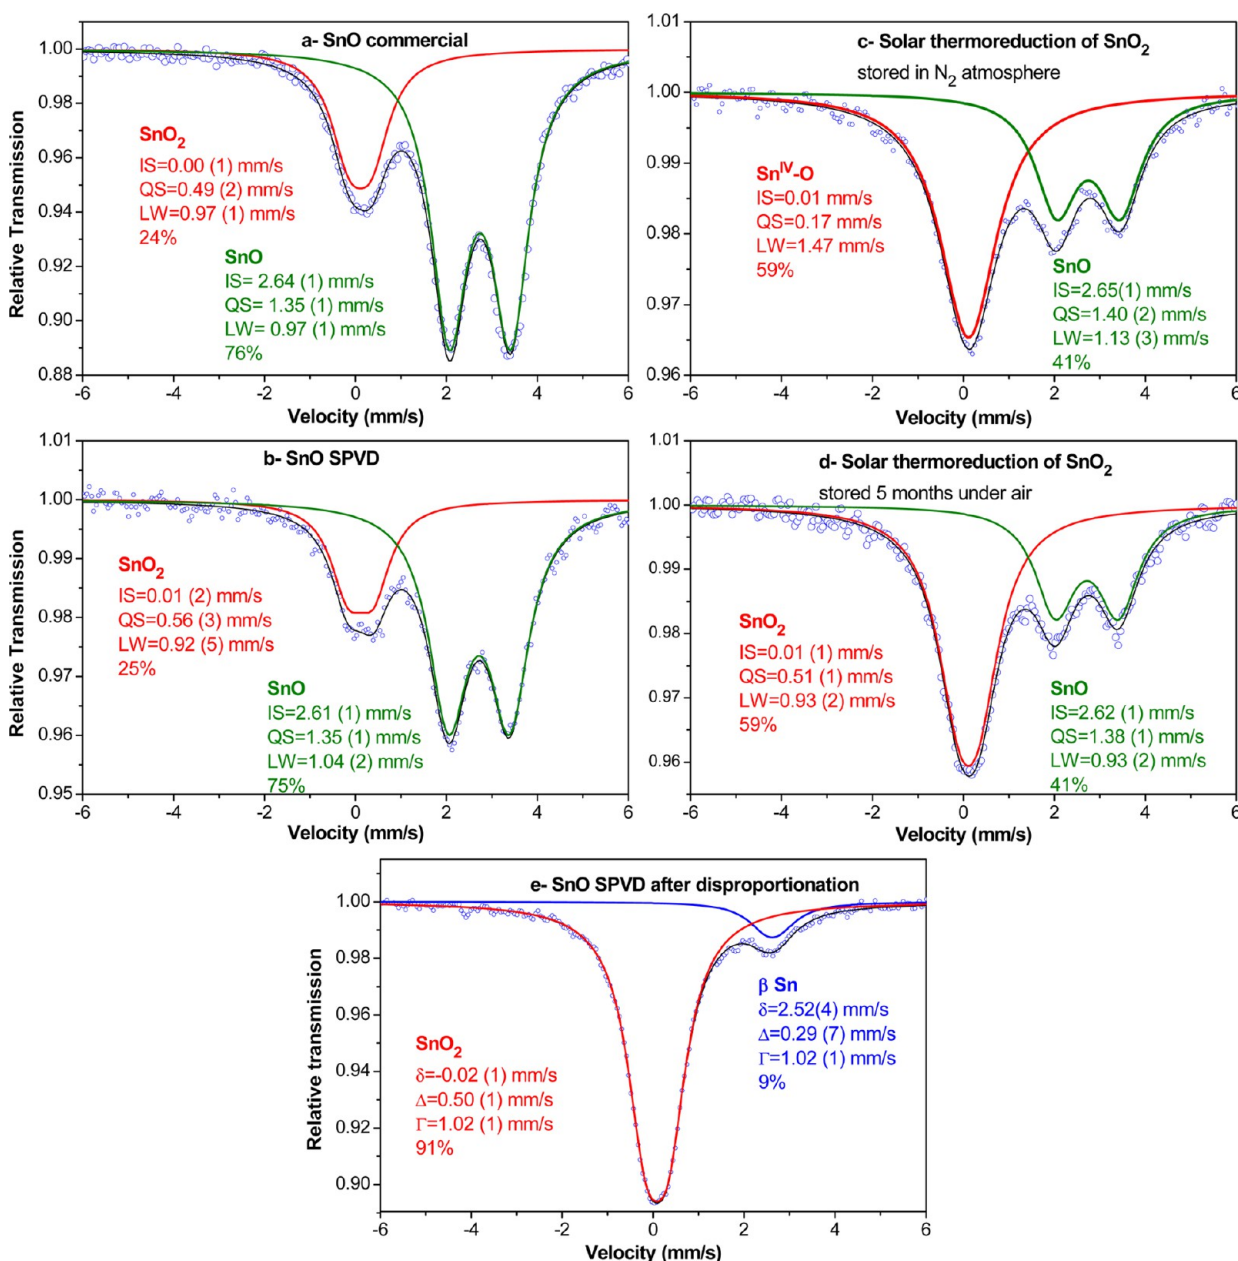 a- SnO commercial
1.00
0.98
0.96
0.94
0.92
0.90
0.88
Relative Transmission
SnO2
IS=0.00 (1) mm/s
QS=0.49 (2) mm/s
LW=0.97 (1) mm/s
24%
SnO
IS= 2.64 (1) mm/s
QS= 1.35 (1) mm/s
LW= 0.97 (1) mm/s
76%
-6 -4 -2 0 2 4 6
Velocity (mm/s)
c- Solar thermoreduction of SnO2
stored in N2 atmosphere
1.01
1.00
0.99
0.98
0.97
0.96
Sn^IV-O
IS=0.01 mm/s
QS=0.17 mm/s
LW=1.47 mm/s
59%
SnO
IS=2.65(1) mm/s
QS=1.40 (2) mm/s
LW=1.13 (3) mm/s
41%
-6 -4 -2 0 2 4 6
Velocity (mm/s)
b- SnO SPVD
1.01
1.00
0.99
0.98
0.97
0.96
0.95
Relative Transmission
SnO2
IS=0.01 (2) mm/s
QS=0.56 (3) mm/s
LW=0.92 (5) mm/s
25%
SnO
IS=2.61 (1) mm/s
QS=1.35 (1) mm/s
LW=1.04 (2) mm/s
75%
-6 -4 -2 0 2 4 6
Velocity (mm/s)
d- Solar thermoreduction of SnO2
stored 5 months under air
1.01
1.00
0.99
0.98
0.97
0.96
SnO2
IS=0.01 (1) mm/s
QS=0.51 (1) mm/s
LW=0.93 (2) mm/s
59%
SnO
IS=2.62 (1) mm/s
QS=1.38 (1) mm/s
LW=0.93 (2) mm/s
41%
-6 -4 -2 0 2 4 6
Velocity (mm/s)
e- SnO SPVD after disproportionation
1.00
0.98
0.96
0.94
0.92
0.90
Relative transmission
β Sn
δ=2.52(4) mm/s
Δ=0.29 (7) mm/s
Γ=1.02 (1) mm/s
9%
SnO2
δ=-0.02 (1) mm/s
Δ=0.50 (1) mm/s
Γ=1.02 (1) mm/s
91%
-6 -4 -2 0 2 4 6
Velocity (mm/s)